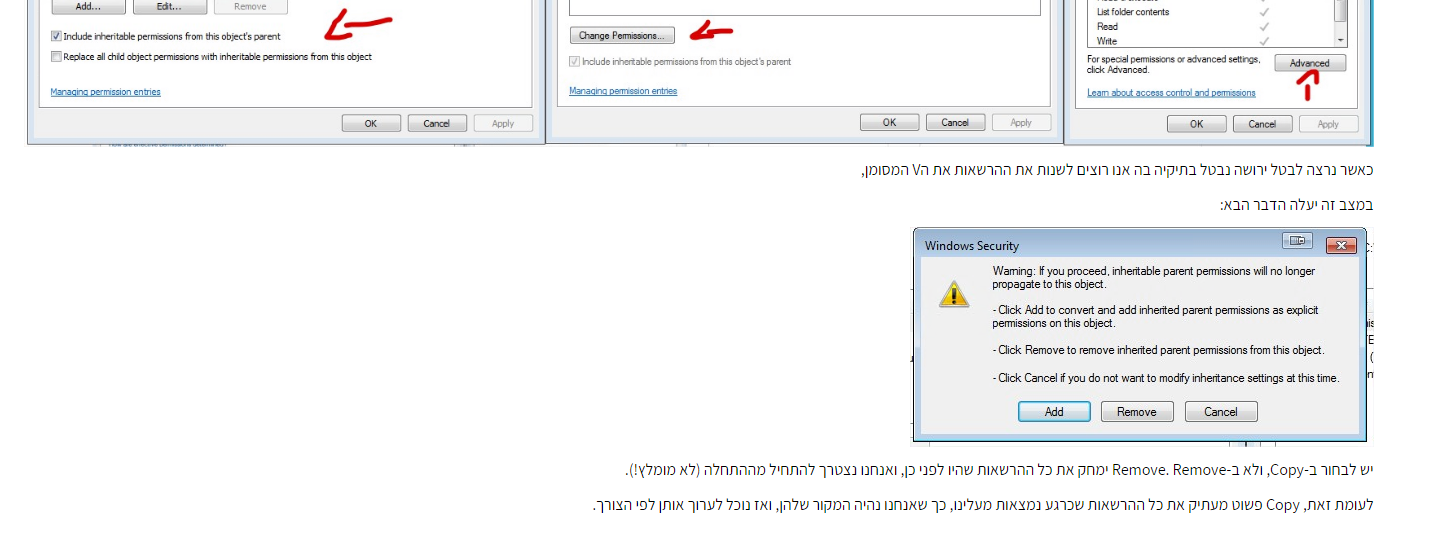 Add...
Edit...
Remove
Include inheritable permissions from this object's parent
Replace all child object permissions with inheritable permissions from this object
Managing permission entries
OK
Cancel
Apply
Change Permissions...
Include inheritable permissions from this object's parent
Managing permission entries
OK
Cancel
Apply
List folder contents
Read
Write
For special permissions or advanced settings,
click Advanced.
Advanced
Learn about access control and permissions
OK
Cancel
Apply
כאשר נרצה לבטל ירושה נבטל בתיקיה בה אנו רוצים לשנות את ההרשאות את הV המסומן,
במצב זה יעלה הדבר הבא:
Windows Security
Warning: If you proceed, inheritable parent permissions will no longer
propagate to this object.
- Click Add to convert and add inherited parent permissions as explicit
permissions on this object.
- Click Remove to remove inherited parent permissions from this object.
- Click Cancel if you do not want to modify inheritance settings at this time.
Add
Remove
Cancel
יש לבחור ב-Copy, ולא ב-Remove. Remove ימחק את כל ההרשאות שהיו לפני כן, ואנחנו נצטרך להתחיל מההתחלה (לא מומלץ!).
לעומת זאת, Copy פשוט מעתיק את כל ההרשאות שכרגע נמצאות מעלינו, כך שאנחנו נהיה המקור שלהן, ואז נוכל לערוך אותן לפי הצורך.